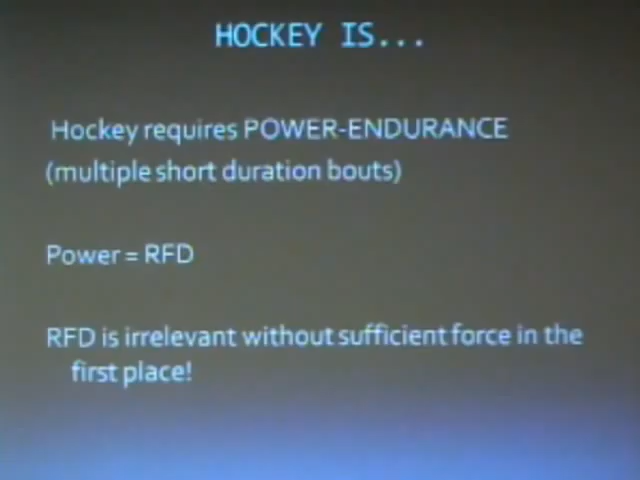 HOCKEY IS...
Hockey requires POWER-ENDURANCE
(multiple short duration bouts)
Power = RFD
RFD is irrelevant without sufficient force in the
first place!